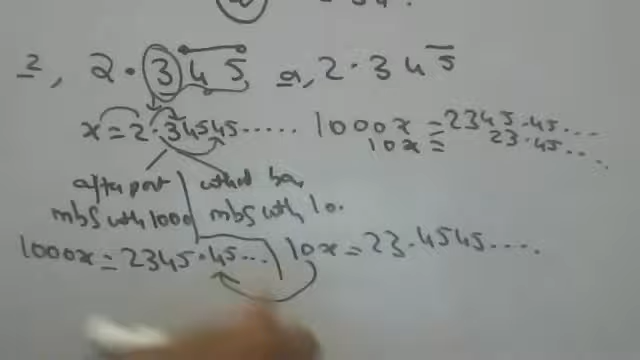 2, 2.345 a, 2.345
x = 2.34545..... 1000x = 2345.45...
10x = 23.45....
after point without bar
mbs with 1000 mbs with 10.
1000x = 2345.45... 10x = 23.4545....